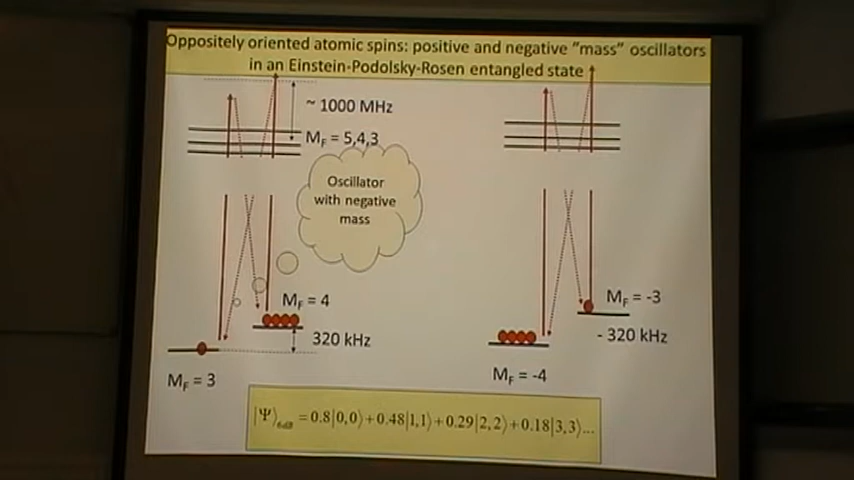 Oppositely oriented atomic spins: positive and negative "mass" oscillators
in an Einstein-Podolsky-Rosen entangled state
~ 1000 MHz
M_F = 5,4,3
Oscillator
with negative
mass
M_F = 4
320 kHz
M_F = 3
M_F = -3
- 320 kHz
M_F = -4
|Ψ⟩_6dB = 0.8|0,0⟩+0.48|1,1⟩+0.29|2,2⟩+0.18|3,3⟩...